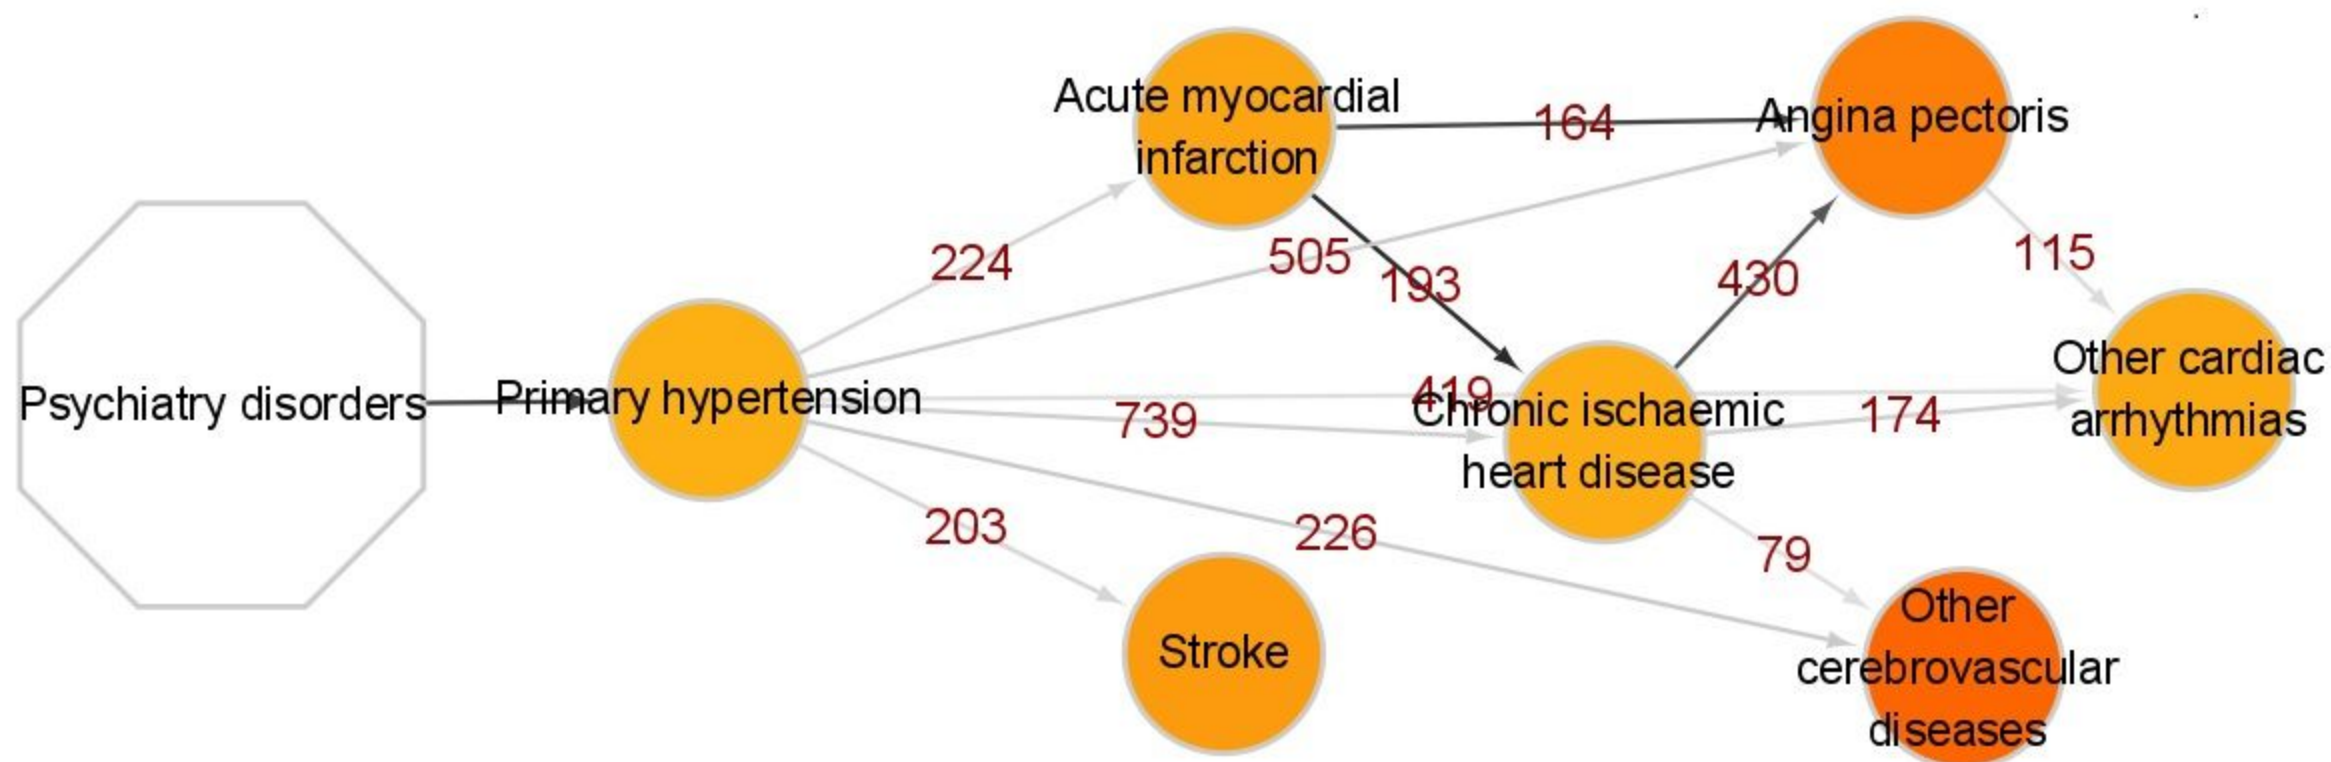 Acute myocardial
infarction
164
Angina pectoris
224
505
193
430
115
Psychiatry disorders
Primary hypertension
739
419
Chronic ischaemic
heart disease
174
Other cardiac
arrhythmias
203
226
79
Stroke
Other
cerebrovascular
diseases